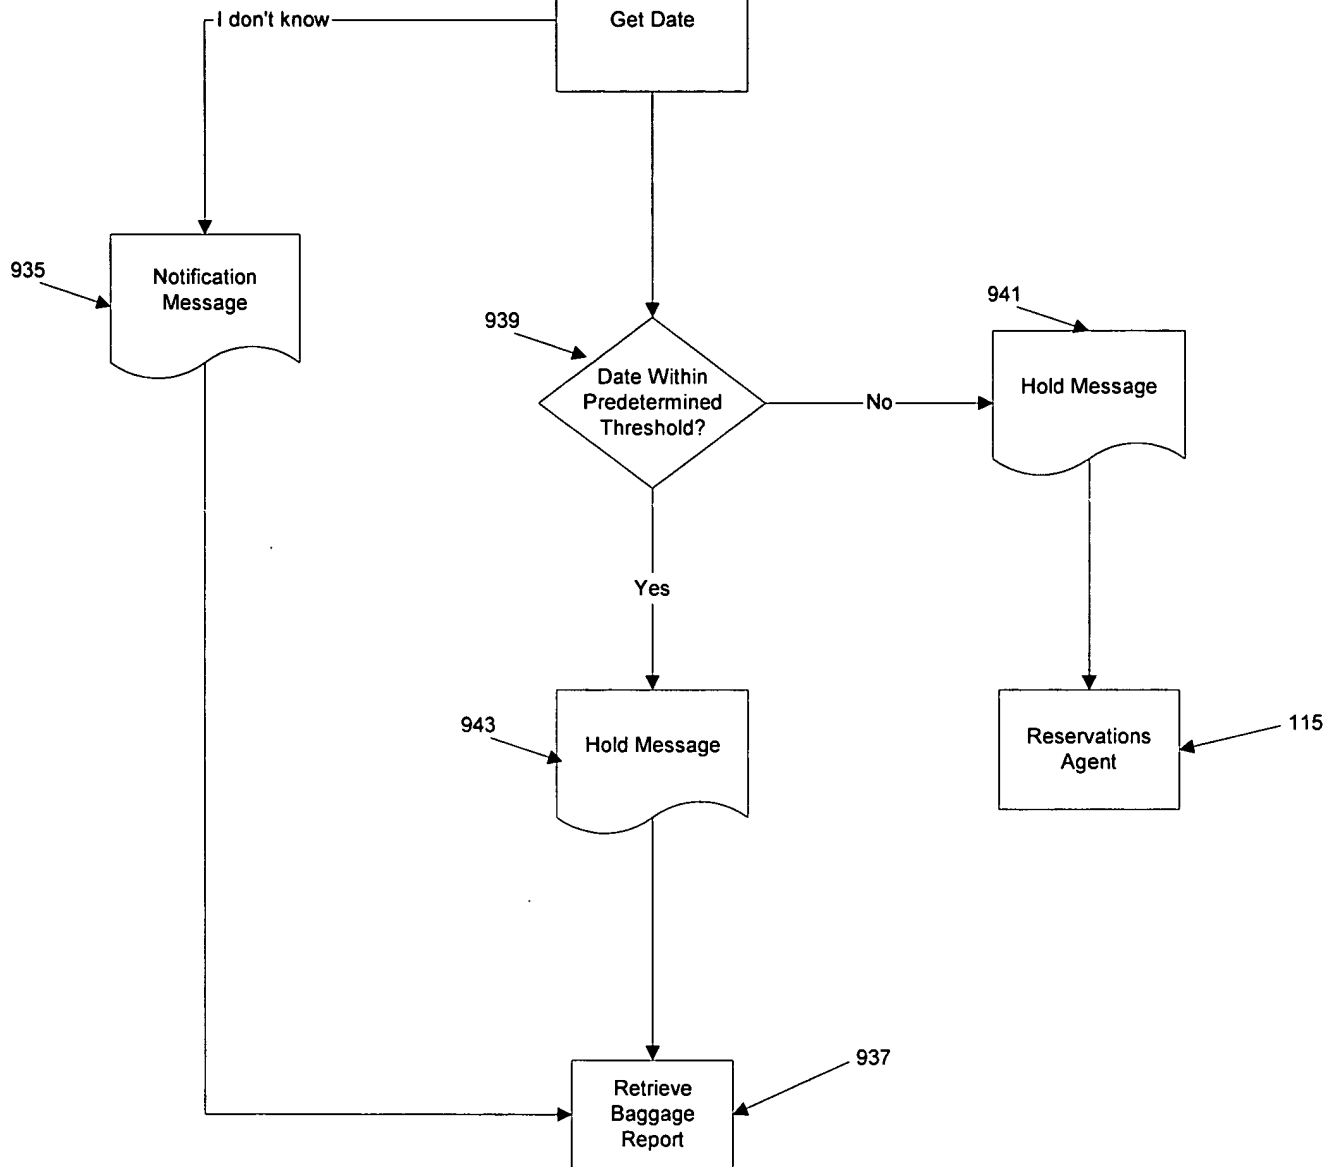 I don't know
Get Date
935
Notification
Message
939
Date Within
Predetermined
Threshold?
No
941
Hold Message
Yes
943
Hold Message
Reservations
Agent
115
937
Retrieve
Baggage
Report